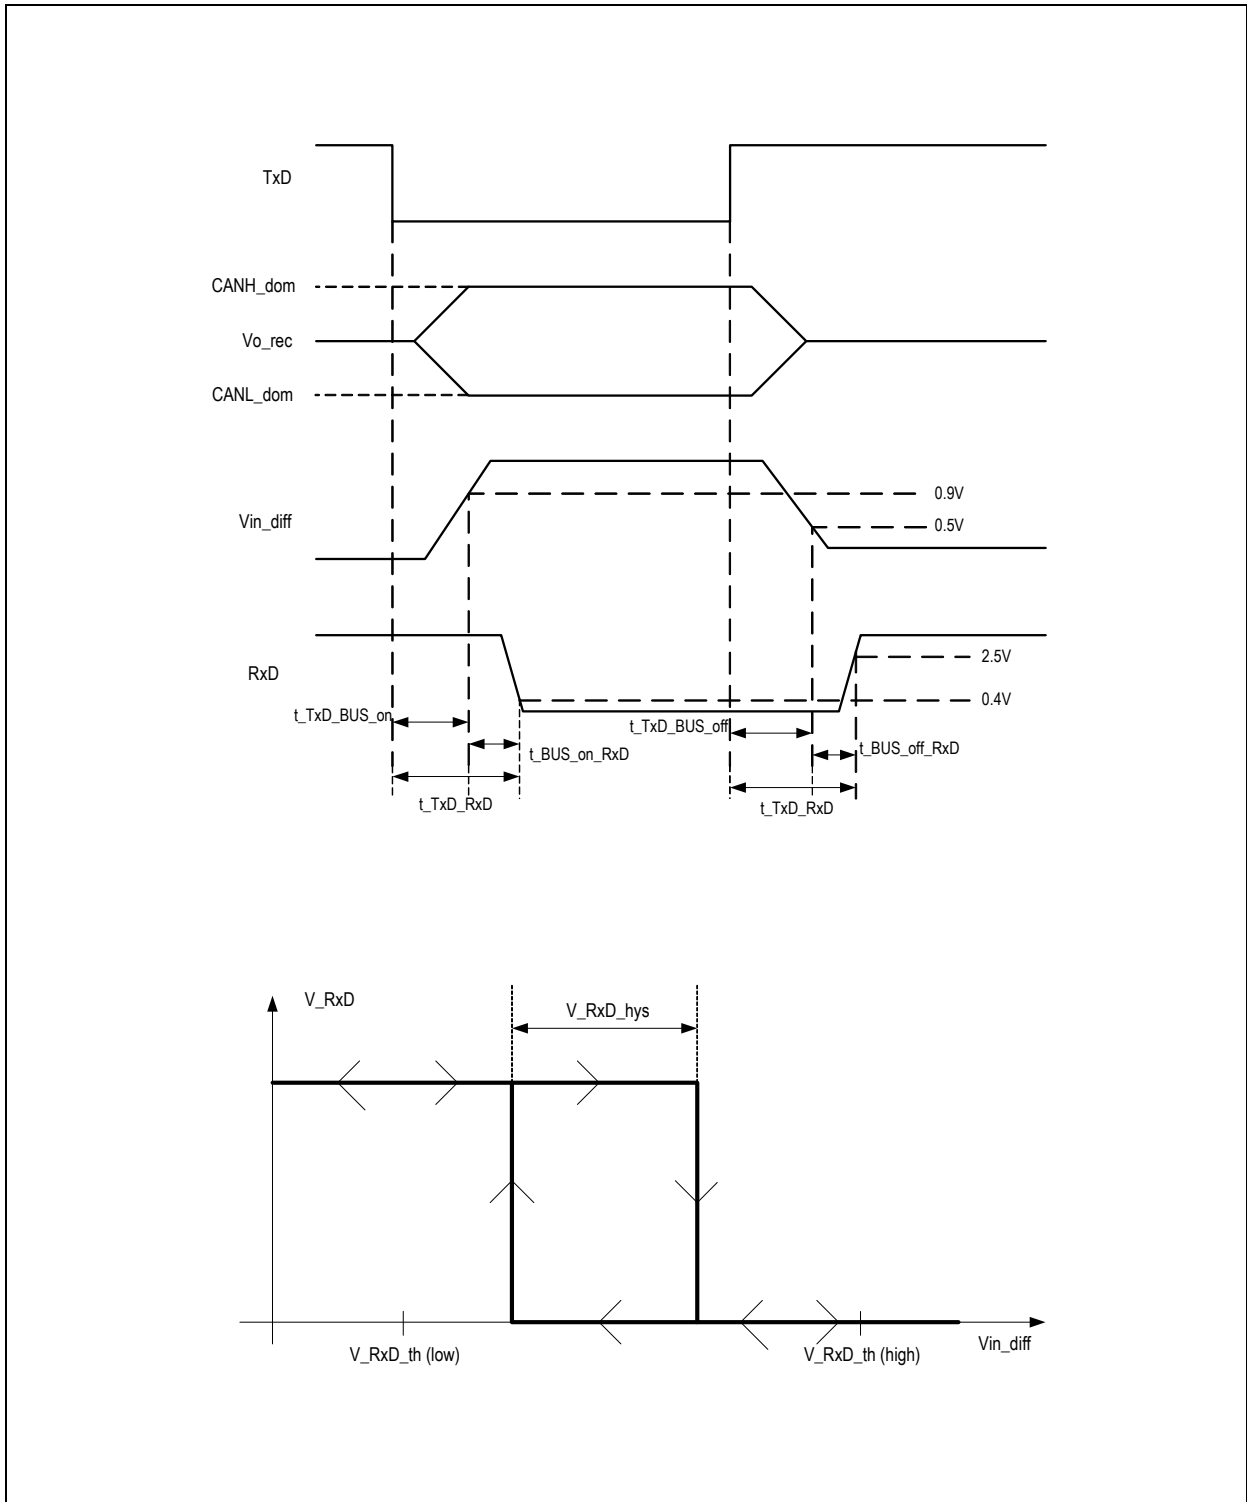 TxD
CANH_dom
Vo_rec
CANL_dom
0.9V
Vin_diff
0.5V
2.5V
RxD
0.4V
t_TxD_BUS_on
t_TxD_BUS_off
t_BUS_on_RxD
t_BUS_off_RxD
t_TxD_RxD
t_TxD_RxD
V_RxD
V_RxD_hys
V_RxD_th (low)
V_RxD_th (high)
Vin_diff